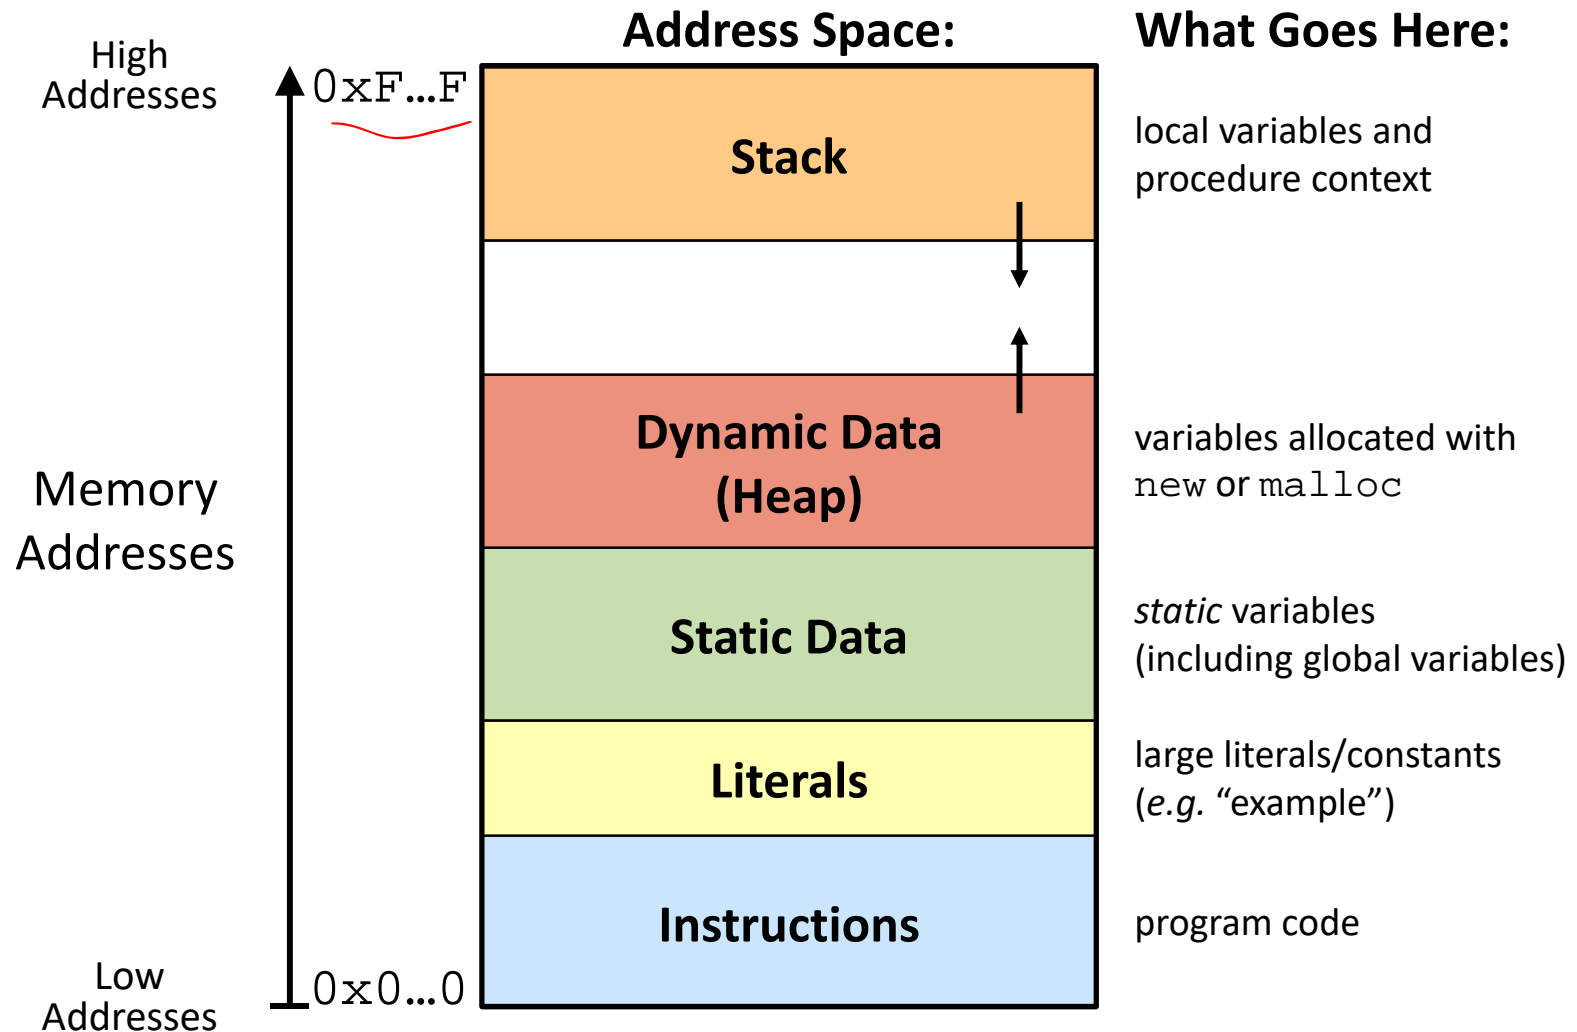 Address Space:
What Goes Here:
High
Addresses
0xF…F
Stack
local variables and
procedure context
Dynamic Data
(Heap)
variables allocated with
new or malloc
Memory
Addresses
Static Data
static variables
(including global variables)
Literals
large literals/constants
(e.g. “example”)
Instructions
program code
Low
Addresses
0x0…0